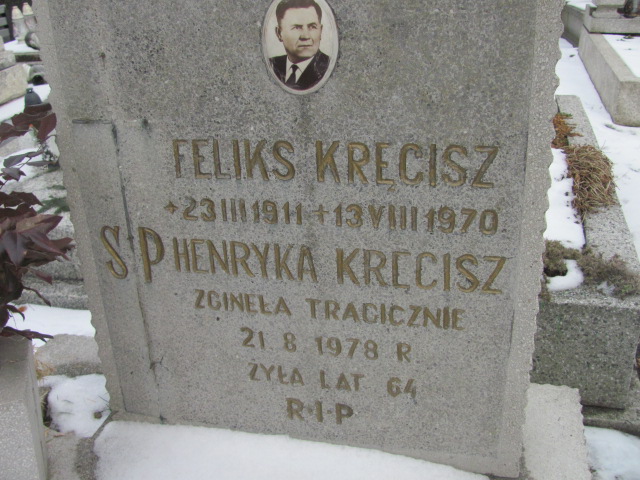 FELIKS KRĘCISZ
+23 III 1911 + 13 VIII 1970
Ś P HENRYKA KRĘCISZ
ZGINĘŁA TRAGICZNIE
21 8 1978 R.
ŻYŁA LAT 64
R·I·P